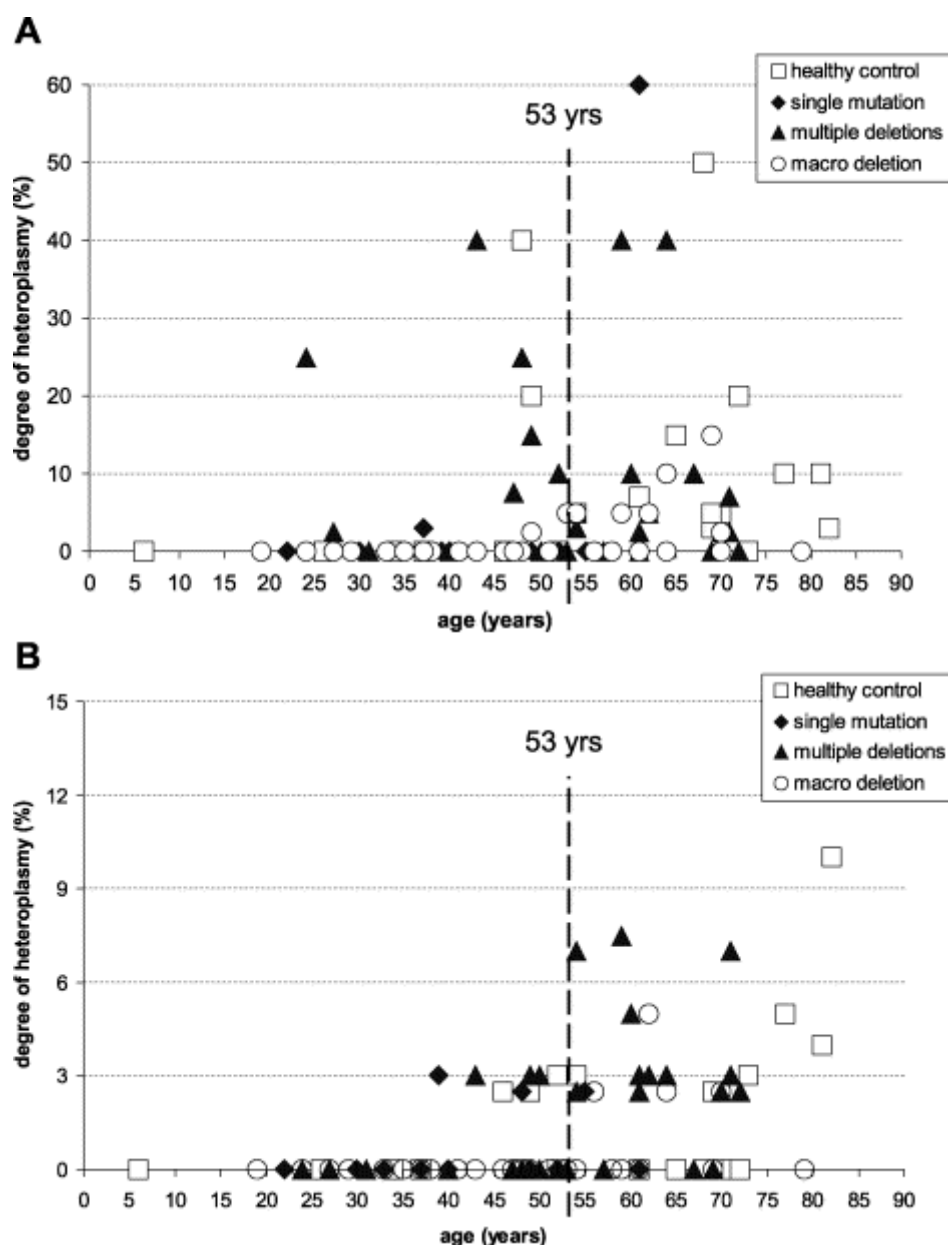 A
60
50
40
30
20
10
0
degree of heteroplasmy (%)
53 yrs
healthy control
single mutation
multiple deletions
macro deletion
0 5 10 15 20 25 30 35 40 45 50 55 60 65 70 75 80 85 90
age (years)
B
15
12
9
6
3
0
degree of heteroplasmy (%)
53 yrs
healthy control
single mutation
multiple deletions
macro deletion
0 5 10 15 20 25 30 35 40 45 50 55 60 65 70 75 80 85 90
age (years)